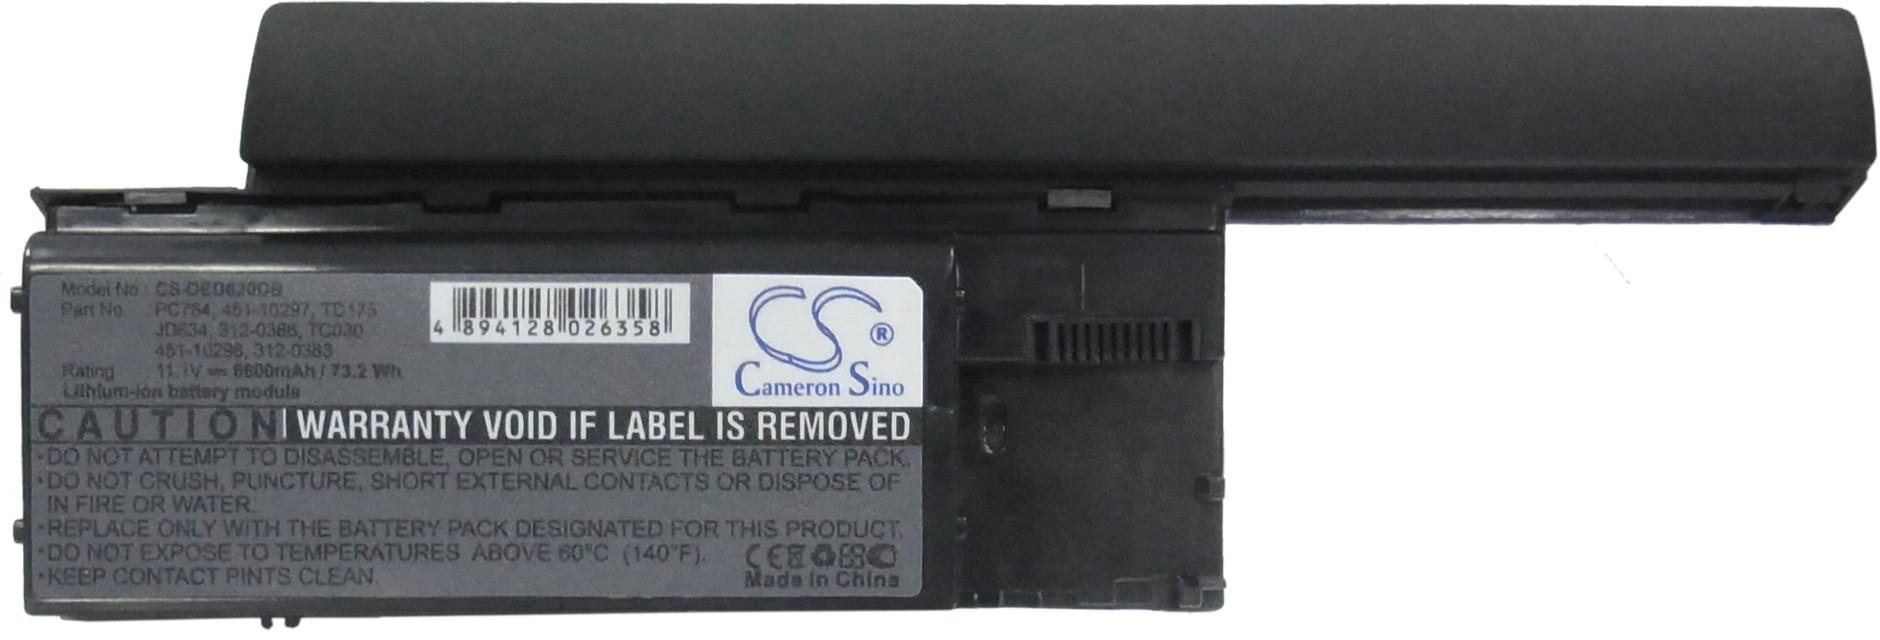 Model No : CS-DED620DB
Part No. : PC764, 451-10297, TD175
JD634, 312-0386, TC030
451-10298, 312-0383
Rating : 11.1V 6600mAh / 73.2 Wh
Lithium-ion battery module
4 894128 026358
CS®
Cameron Sino
CAUTION WARRANTY VOID IF LABEL IS REMOVED
•DO NOT ATTEMPT TO DISASSEMBLE, OPEN OR SERVICE THE BATTERY PACK.
•DO NOT CRUSH, PUNCTURE, SHORT EXTERNAL CONTACTS OR DISPOSE OF
IN FIRE OR WATER.
•REPLACE ONLY WITH THE BATTERY PACK DESIGNATED FOR THIS PRODUCT.
•DO NOT EXPOSE TO TEMPERATURES ABOVE 60°C (140°F).
•KEEP CONTACT PINTS CLEAN.
CE
Made In China